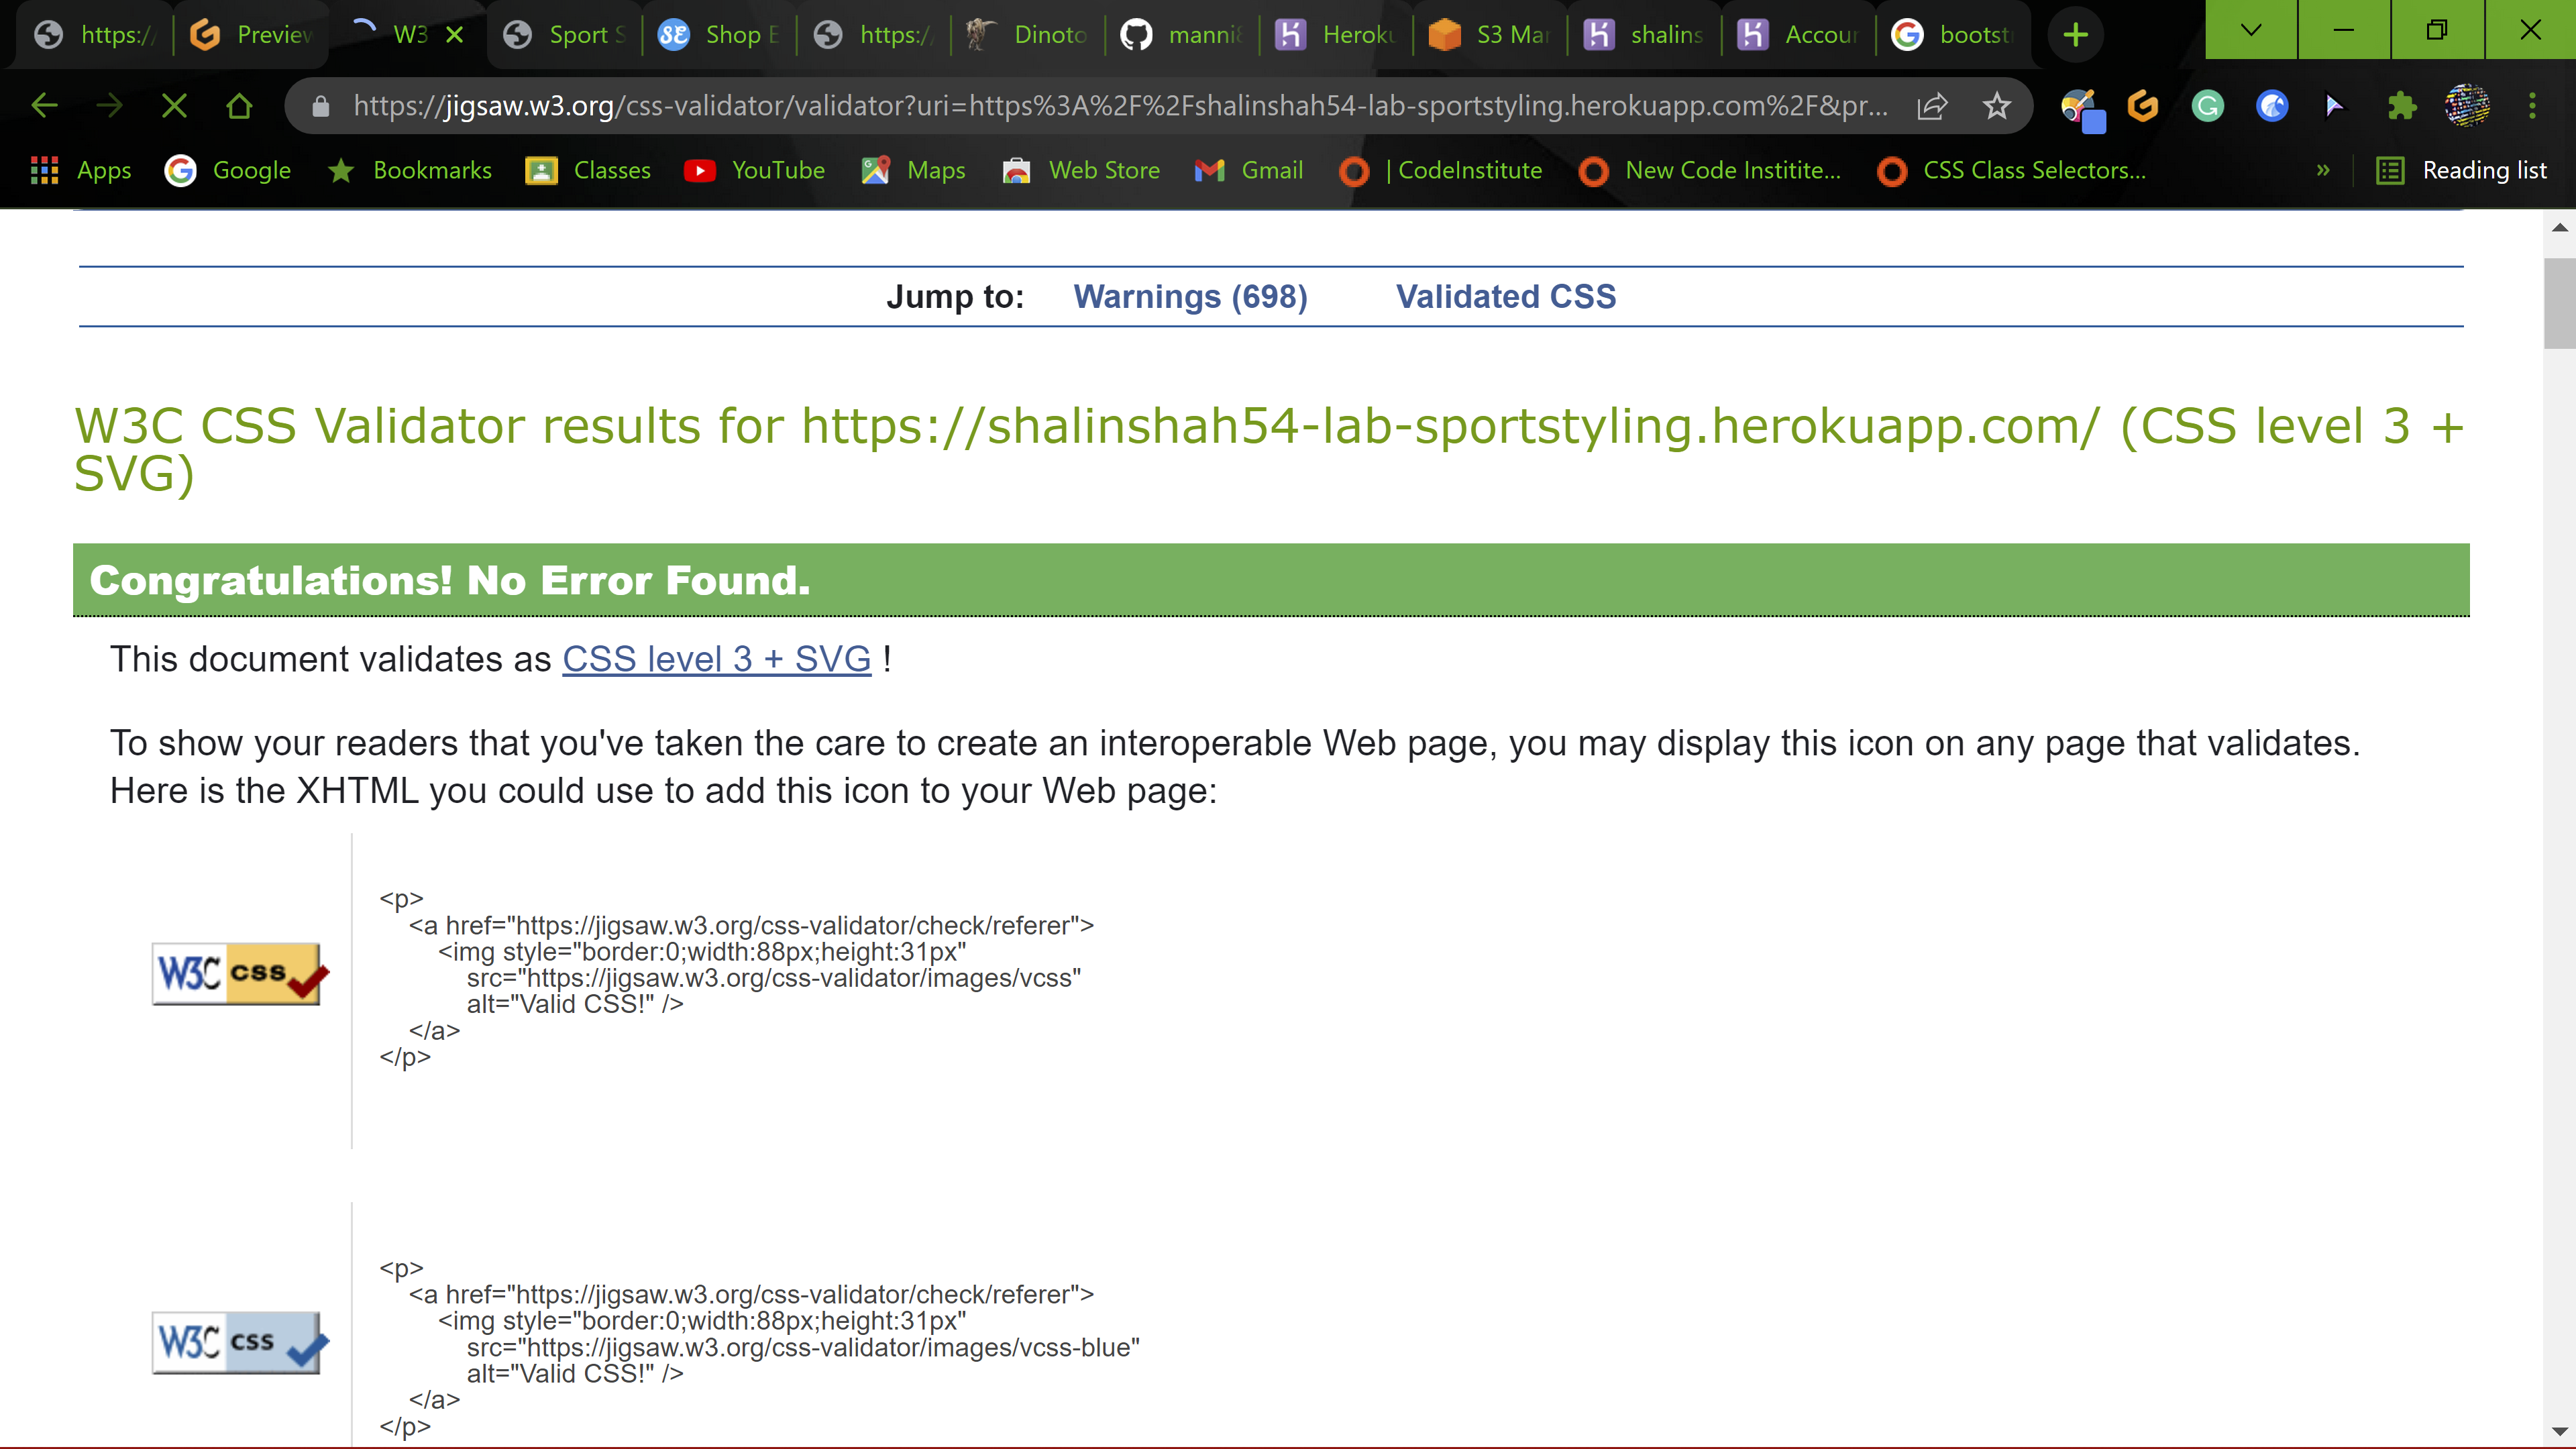 https:/ Preview W3 Sport S Shop E https:/ Dinoto manni Heroku S3 Mar shalins Accour bootst
https://jigsaw.w3.org/css-validator/validator?uri=https%3A%2F%2Fshalinshah54-lab-sportstyling.herokuapp.com%2F&pr...
Apps Google Bookmarks Classes YouTube Maps Web Store Gmail | CodeInstitute New Code Institite... CSS Class Selectors... » Reading list
Jump to: Warnings (698) Validated CSS
W3C CSS Validator results for https://shalinshah54-lab-sportstyling.herokuapp.com/ (CSS level 3 +
SVG)
Congratulations! No Error Found.
This document validates as CSS level 3 + SVG !
To show your readers that you've taken the care to create an interoperable Web page, you may display this icon on any page that validates.
Here is the XHTML you could use to add this icon to your Web page:
<p>
<a href="https://jigsaw.w3.org/css-validator/check/referer">
<img style="border:0;width:88px;height:31px"
W3C css
src="https://jigsaw.w3.org/css-validator/images/vcss"
alt="Valid CSS!" />
</a>
</p>
<p>
<a href="https://jigsaw.w3.org/css-validator/check/referer">
<img style="border:0;width:88px;height:31px"
W3C css
src="https://jigsaw.w3.org/css-validator/images/vcss-blue"
alt="Valid CSS!" />
</a>
</p>